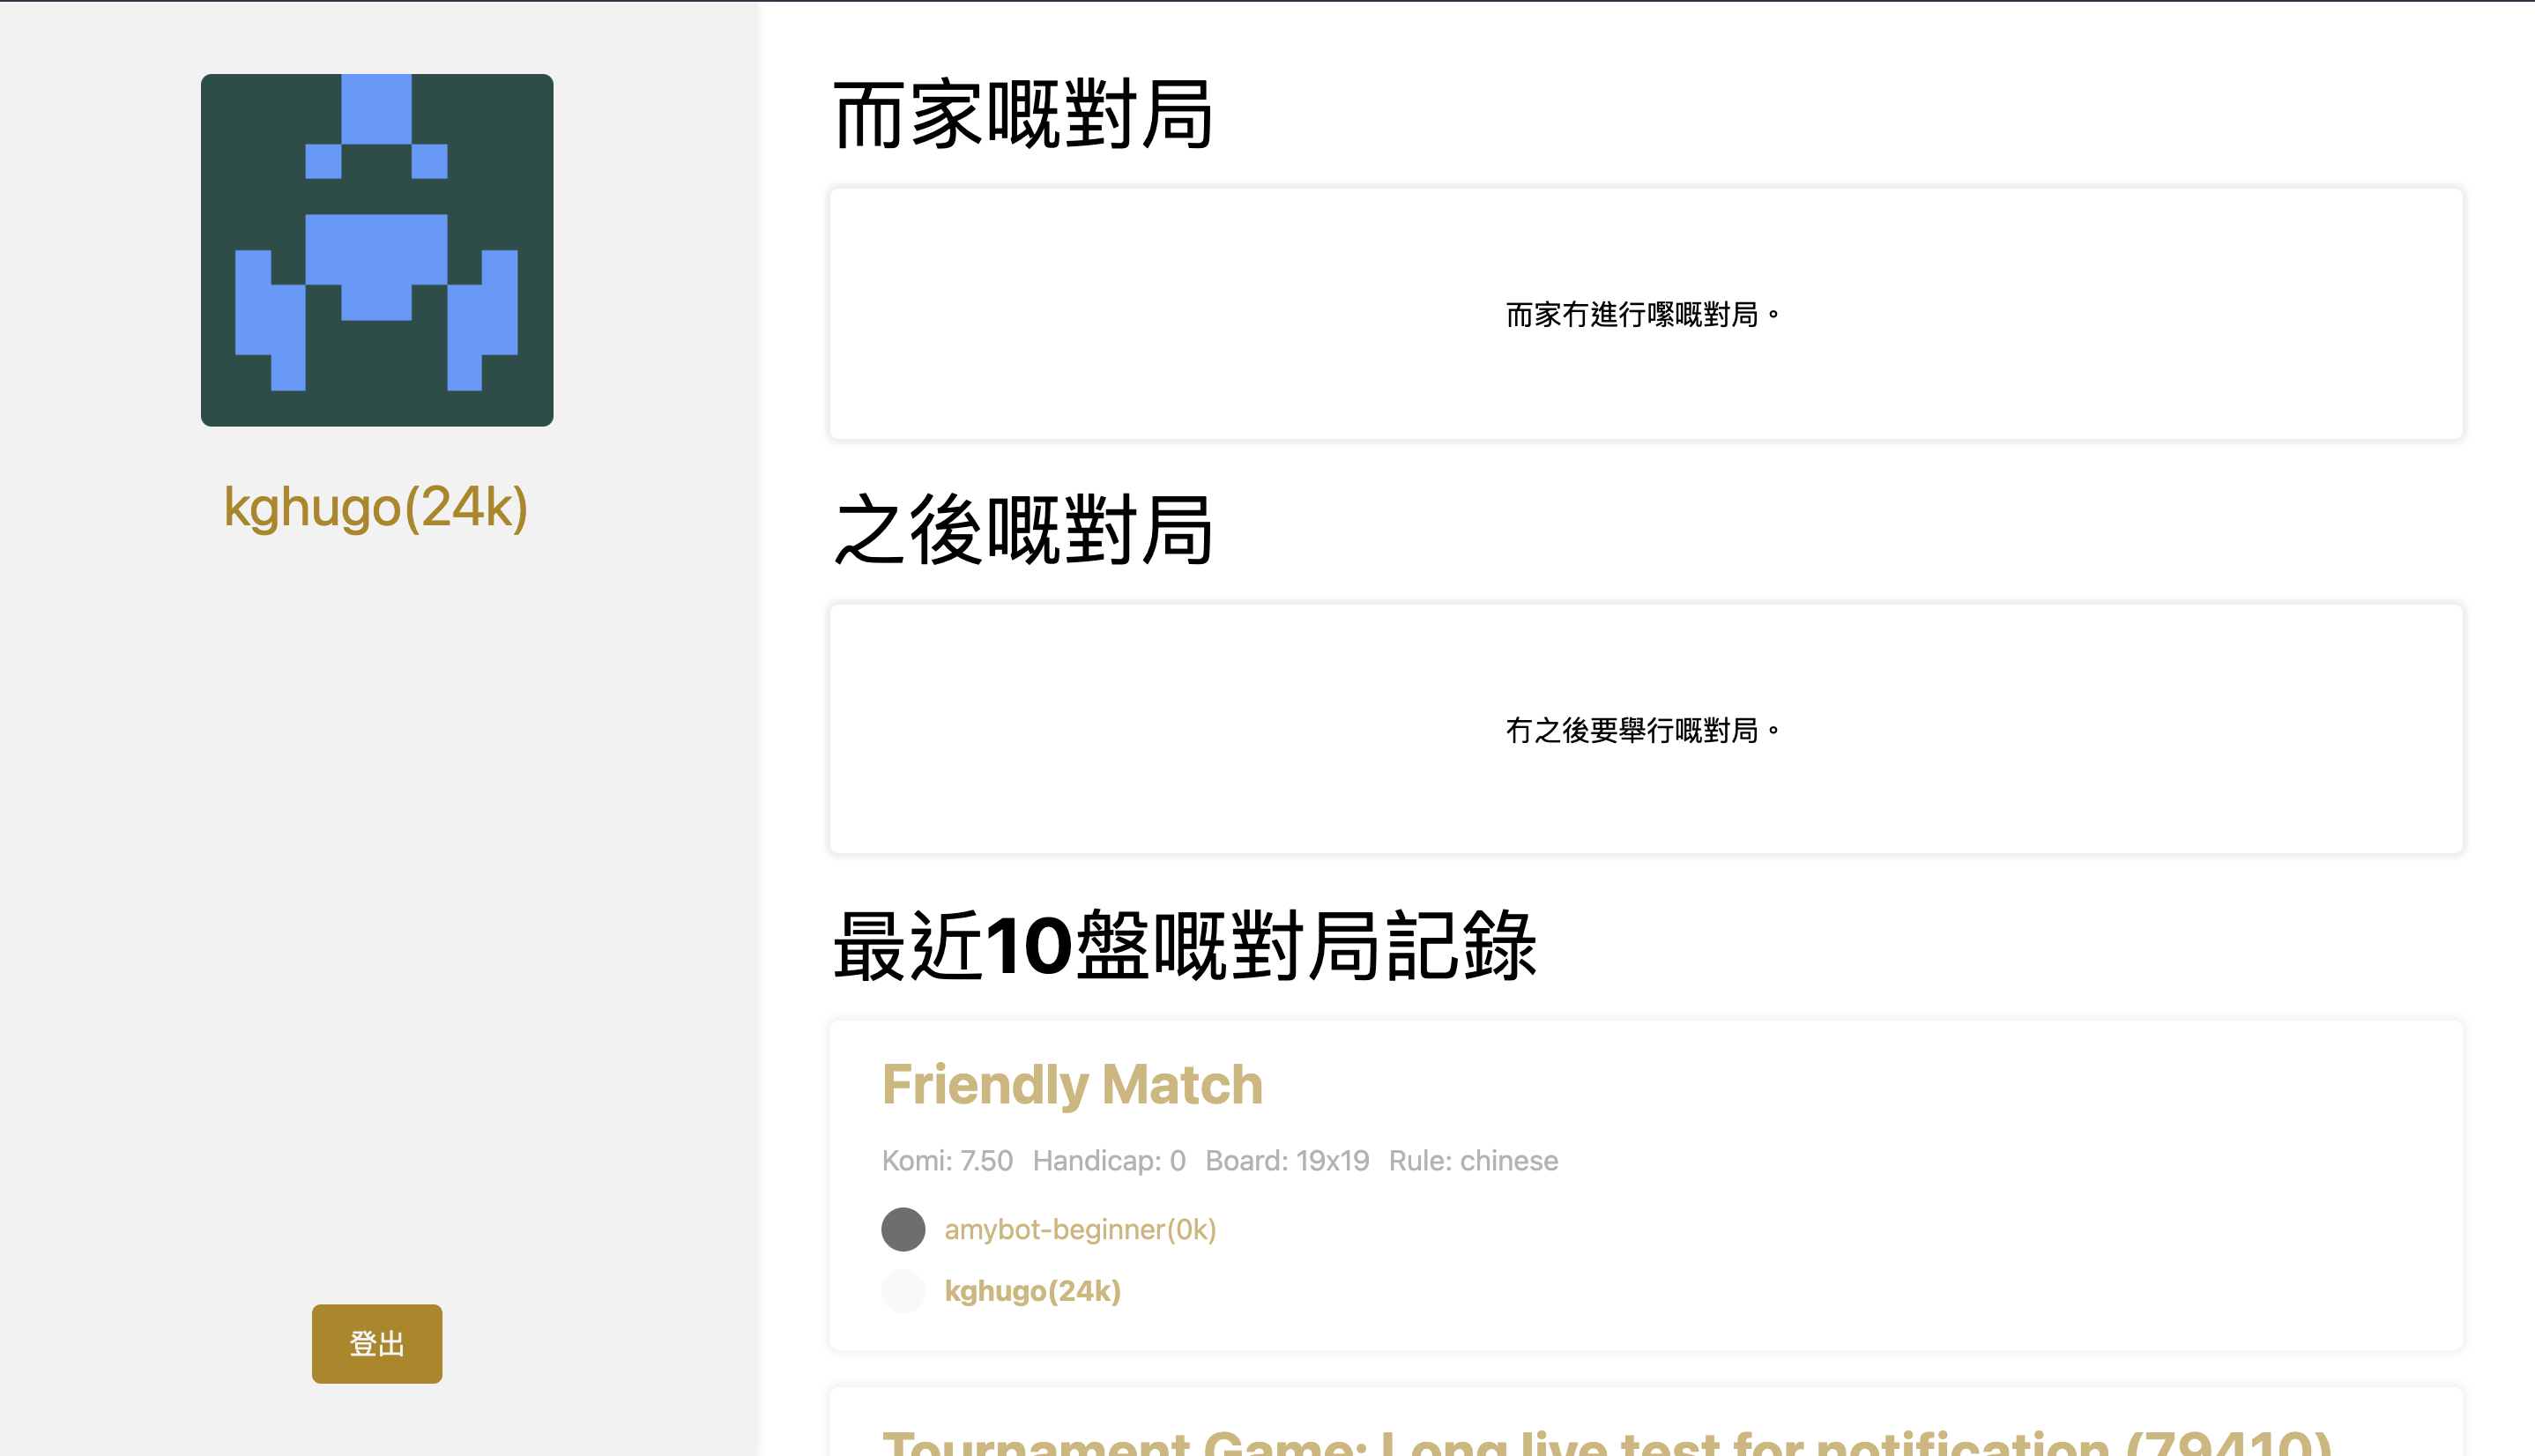 kghugo(24k)
登出
而家嘅對局
而家冇進行嚟嘅對局。
之後嘅對局
冇之後要舉行嘅對局。
最近10盤嘅對局記錄
Friendly Match
Komi: 7.50 Handicap: 0 Board: 19x19 Rule: chinese
amybot-beginner(0k)
kghugo(24k)
Tournament Game: Long live test for notification (79410)